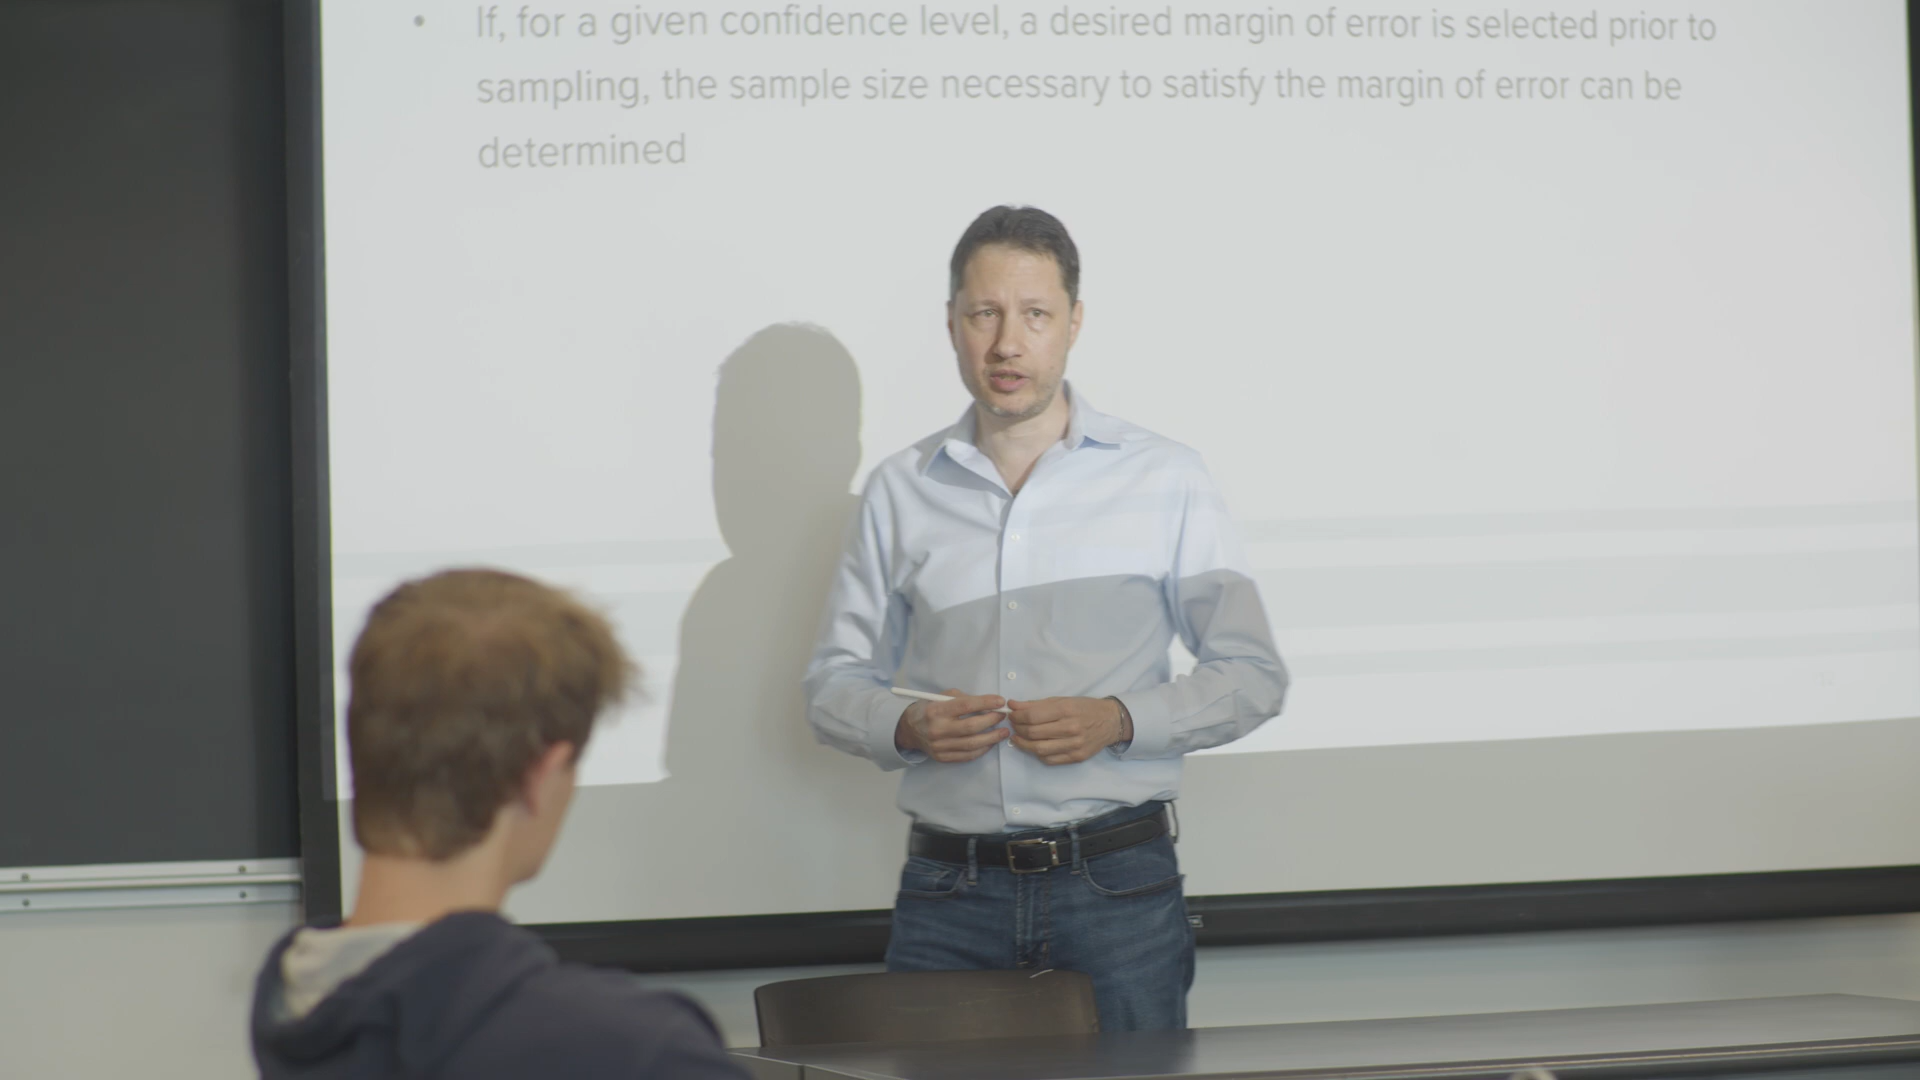 • If, for a given confidence level, a desired margin of error is selected prior to
sampling, the sample size necessary to satisfy the margin of error can be
determined